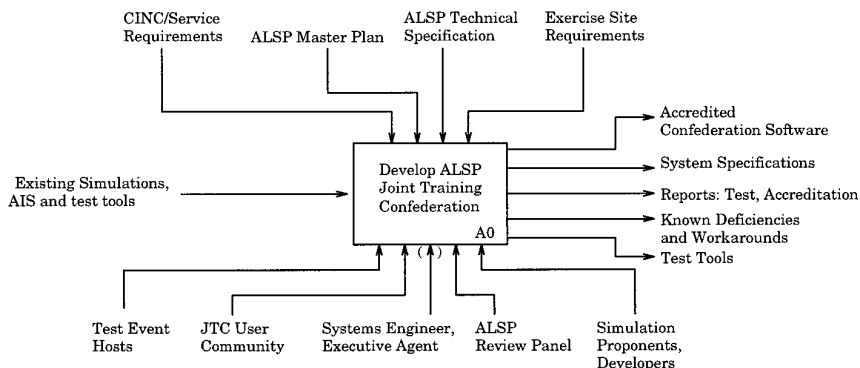 CINC/Service
Requirements
ALSP Master Plan
ALSP Technical
Specification
Exercise Site
Requirements
Existing Simulations,
AIS and test tools
Develop ALSP
Joint Training
Confederation
A0
( )
Accredited
Confederation Software
System Specifications
Reports: Test, Accreditation
Known Deficiencies
and Workarounds
Test Tools
Test Event
Hosts
JTC User
Community
Systems Engineer,
Executive Agent
ALSP
Review Panel
Simulation
Proponents,
Developers